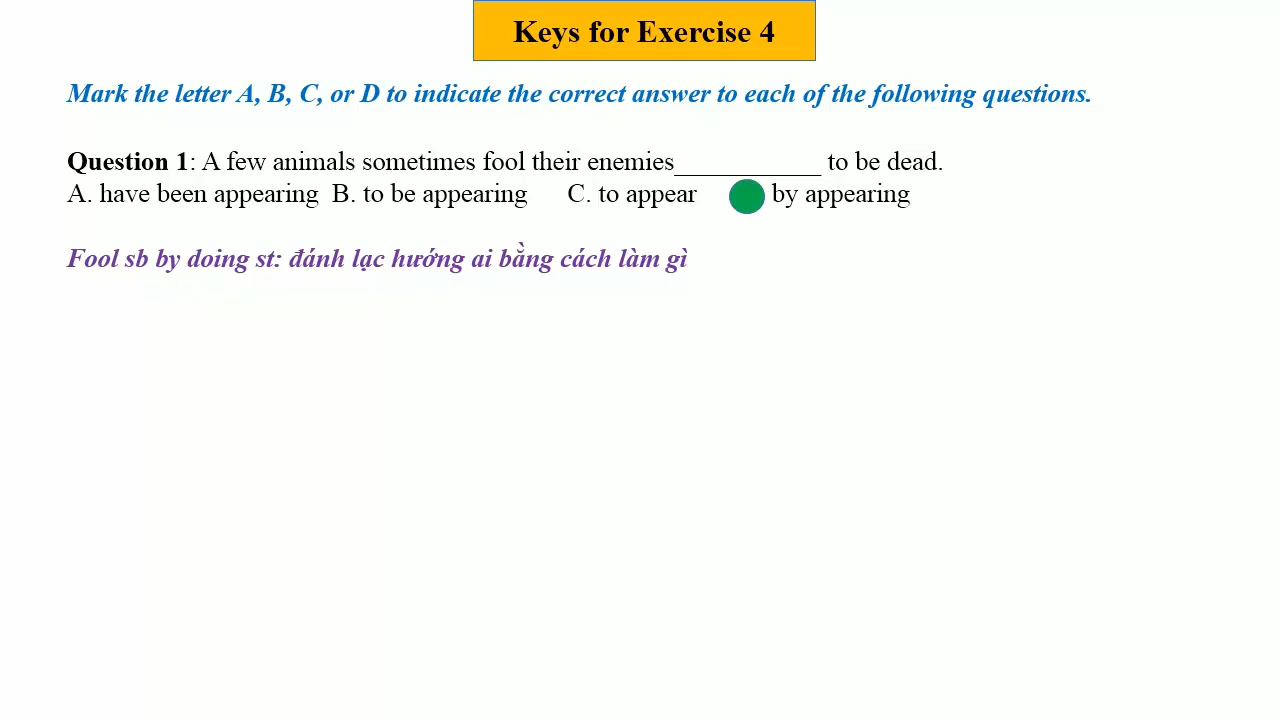 Keys for Exercise 4
Mark the letter A, B, C, or D to indicate the correct answer to each of the following questions.
Question 1: A few animals sometimes fool their enemies___________ to be dead.
A. have been appearing B. to be appearing C. to appear by appearing
Fool sb by doing st: đánh lạc hướng ai bằng cách làm gì